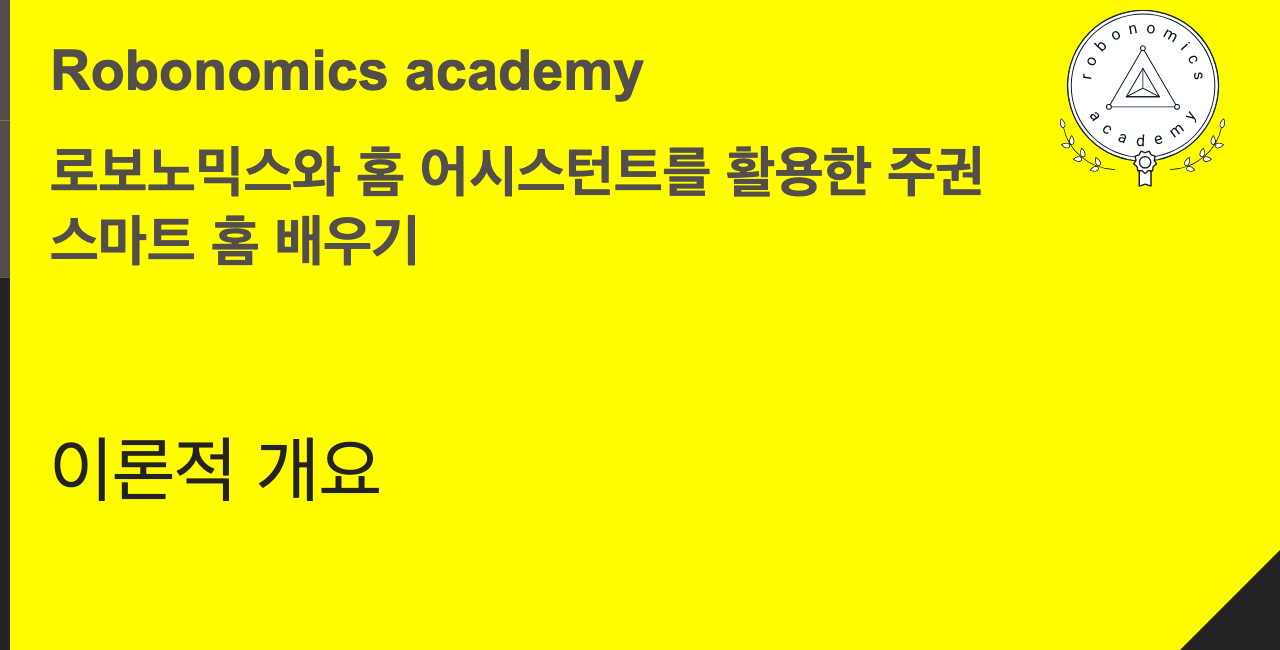 Robonomics academy
로보노믹스와 홈 어시스턴트를 활용한 주권
스마트 홈 배우기
이론적 개요
robonomics
academy